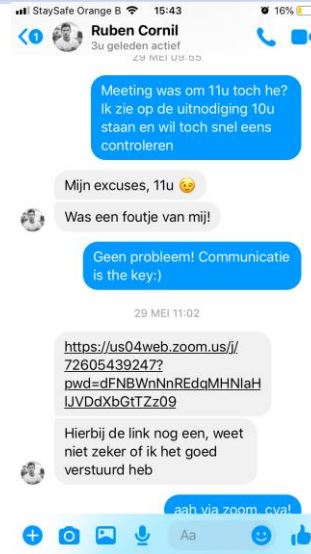 StaySafe Orange B 15:43 16%
1 Ruben Cornil
3u geleden actief
29 MEI 09:55
Meeting was om 11u toch he?
Ik zie op de uitnodiging 10u
staan en wil toch snel eens
controleren
Mijn excuses, 11u 😉
Was een foutje van mij!
Geen probleem! Communicatie
is the key:)
29 MEI 11:02
https://us04web.zoom.us/j/
72605439247?
pwd=dFNBWnNnREdqMHNlaH
lJVDdXbGtTZz09
Hierbij de link nog een, weet
niet zeker of ik het goed
verstuurd heb
aah via zoom, cya!
Aa